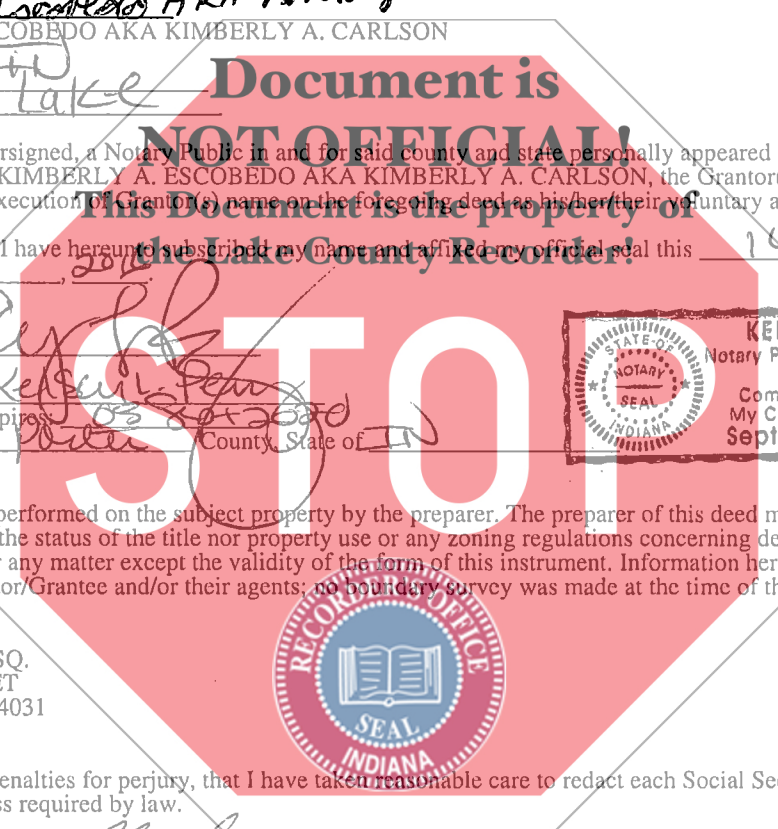 Escobedo AKA Kimberly
COBEDO AKA KIMBERLY A. CARLSON
IN
Lake
Document is
NOT OFFICIAL!
This Document is the property of
the Lake County Recorder!
rsigned, a Notary Public in and for said county and state personally appeared
KIMBERLY A. ESCOBEDO AKA KIMBERLY A. CARLSON, the Grantor(
xecution of Grantor(s) name on the foregoing deed as his/her/their voluntary a
I have hereunto subscribed my name and affixed my official seal this
STOP
KE
Notary P
Com
My C
Sept
STATE OF
NOTARY
SEAL
INDIANA
pires:
Porter County, State of IN
performed on the subject property by the preparer. The preparer of this deed m
the status of the title nor property use or any zoning regulations concerning de
any matter except the validity of the form of this instrument. Information her
or/Grantee and/or their agents; no boundary survey was made at the time of th
RECORDER'S OFFICE
SEAL
INDIANA
SQ.
ET
4031
enalties for perjury, that I have taken reasonable care to redact each Social Sec
ss required by law.